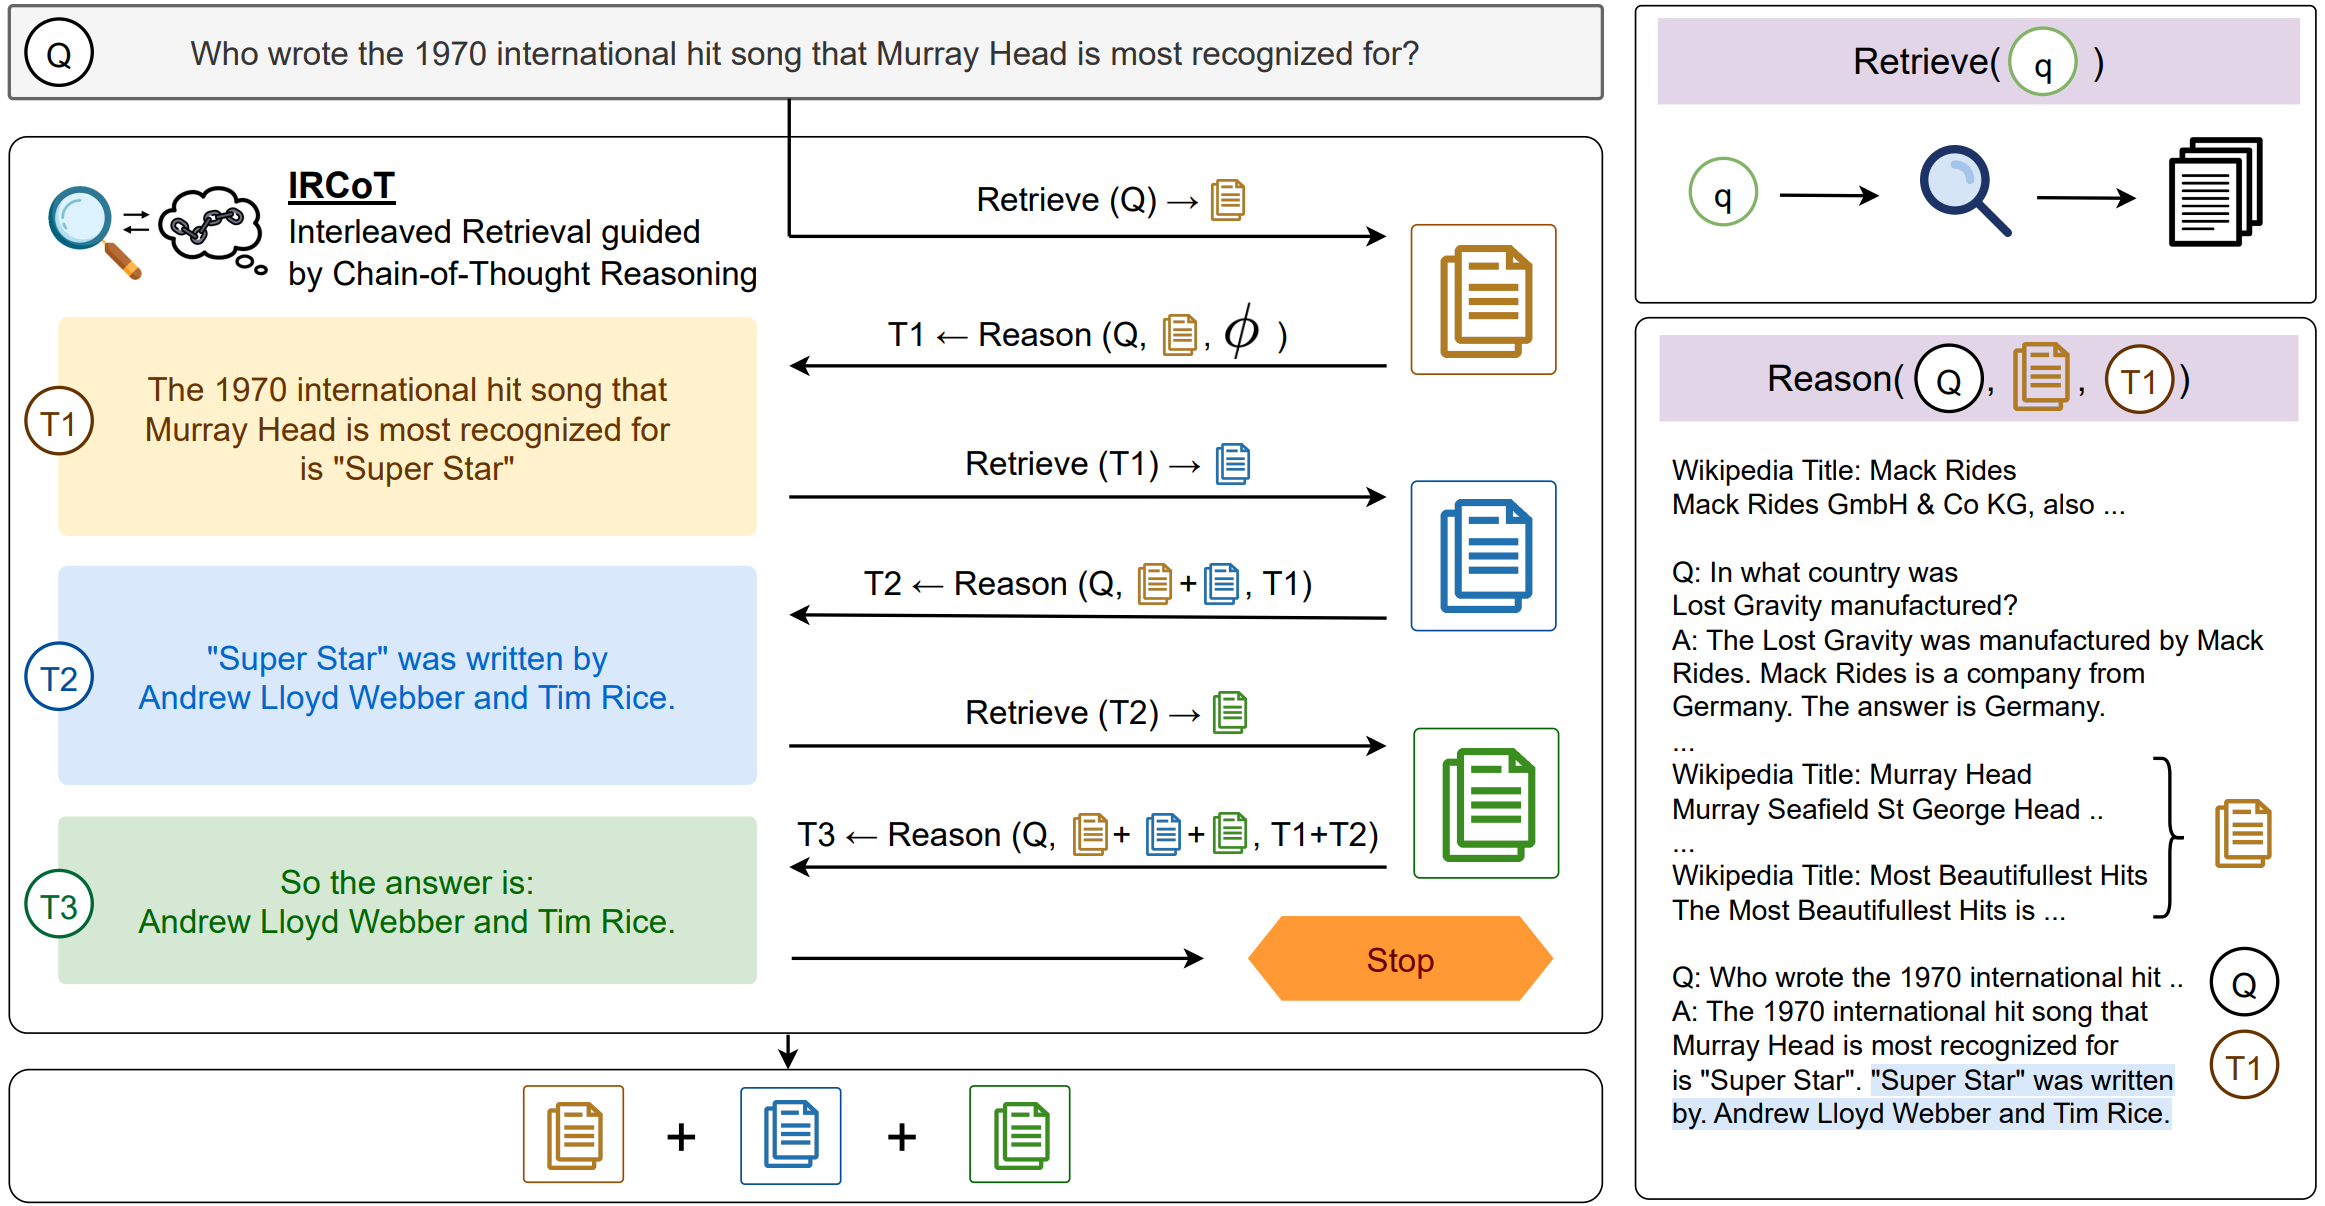 Q
Who wrote the 1970 international hit song that Murray Head is most recognized for?
IRCoT
Interleaved Retrieval guided
by Chain-of-Thought Reasoning
Retrieve (Q) →
T1 ← Reason (Q, , ϕ )
T1
The 1970 international hit song that
Murray Head is most recognized for
is "Super Star"
Retrieve (T1) →
T2 ← Reason (Q, + , T1)
T2
"Super Star" was written by
Andrew Lloyd Webber and Tim Rice.
Retrieve (T2) →
T3 ← Reason (Q, + + , T1+T2)
T3
So the answer is:
Andrew Lloyd Webber and Tim Rice.
Stop
+ +
Retrieve( q )
q
Reason( Q , , T1 )
Wikipedia Title: Mack Rides
Mack Rides GmbH & Co KG, also ...
Q: In what country was
Lost Gravity manufactured?
A: The Lost Gravity was manufactured by Mack
Rides. Mack Rides is a company from
Germany. The answer is Germany.
...
Wikipedia Title: Murray Head
Murray Seafield St George Head ..
...
Wikipedia Title: Most Beautifullest Hits
The Most Beautifullest Hits is ...
Q: Who wrote the 1970 international hit ..
Q
A: The 1970 international hit song that
Murray Head is most recognized for
T1
is "Super Star". "Super Star" was written
by. Andrew Lloyd Webber and Tim Rice.